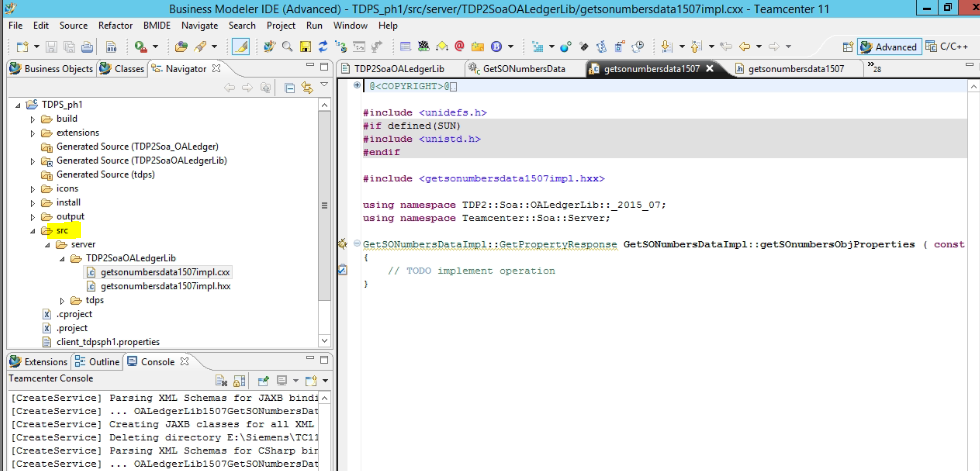 Business Modeler IDE (Advanced) - TDPS_ph1/src/server/TDP2SoaOALedgerLib/getsonumbersdata1507impl.cxx - Teamcenter 11
File Edit Source Refactor BMIDE Navigate Search Project Run Window Help
Advanced C/C++
Business Objects Classes Navigator
TDPS_ph1
build
extensions
Generated Source (TDP2Soa_OALedger)
Generated Source (TDP2SoaOALedgerLib)
Generated Source (tdps)
icons
install
output
src
server
TDP2SoaOALedgerLib
getsonumbersdata1507impl.cxx
getsonumbersdata1507impl.hxx
tdps
.cproject
.project
client_tdpsph1.properties
Extensions Outline Console
Teamcenter Console
[CreateService] Parsing XML Schemas for JAXB bindi
[CreateService] ... OALedgerLib1507GetSONumbersDat
[CreateService] Creating JAXB classes for all XML
[CreateService] Deleting directory E:\Siemens\TC11
[CreateService] Parsing XML Schemas for CSharp bin
[CreateService] ... OALedgerLib1507GetSONumbersDat
TDP2SoaOALedgerLib GetSONumbersData getsonumbersdata1507 getsonumbersdata1507 »28
@<COPYRIGHT>@
#include <unidefs.h>
#if defined(SUN)
#include <unistd.h>
#endif
#include <getsonumbersdata1507impl.hxx>
using namespace TDP2::Soa::OALedgerLib::_2015_07;
using namespace Teamcenter::Soa::Server;
GetSONumbersDataImpl::GetPropertyResponse GetSONumbersDataImpl::getSOnumbersObjProperties ( const
{
// TODO implement operation
}